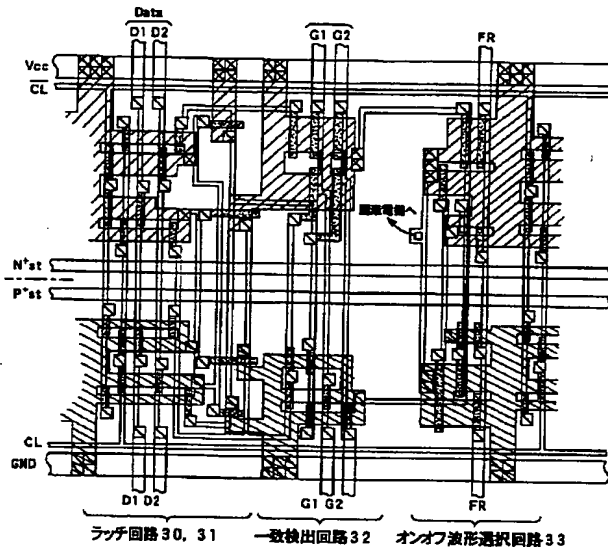 Data
D1 D2
G1 G2
FR
Vcc
CL
画素電極へ
N⁺st
P⁺st
CL
GND
D1 D2
G1 G2
FR
ラッチ回路30, 31
一致検出回路32
オンオフ波形選択回路33